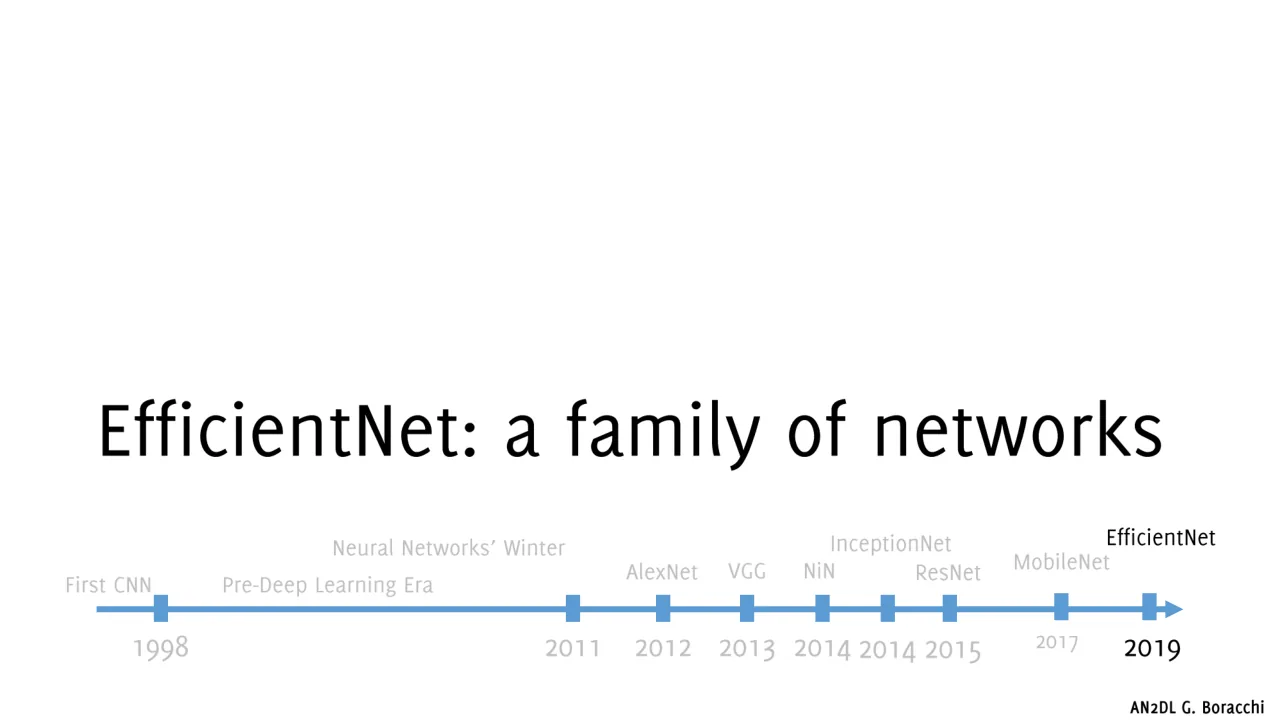 EfficientNet: a family of networks
EfficientNet
InceptionNet
Neural Networks’ Winter
MobileNet
First CNN Pre-Deep Learning Era AlexNet VGG NiN ResNet
1998 2011 2012 2013 2014 2014 2015 2017 2019
AN2DL G. Boracchi